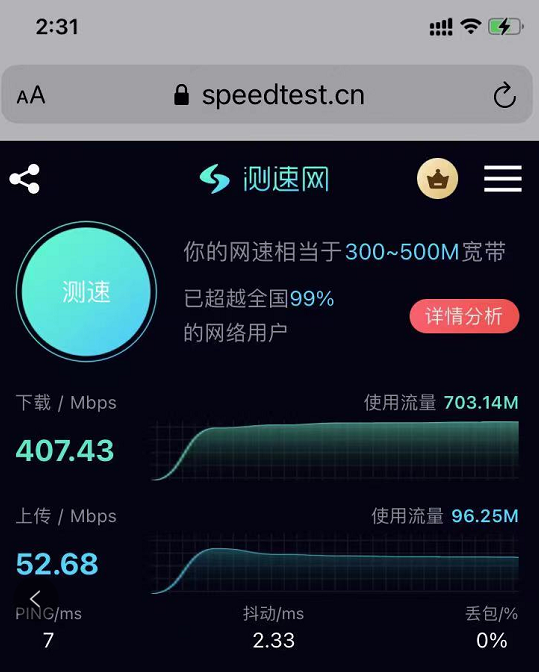 2:31
AA speedtest.cn
测速网
测速
你的网速相当于300~500M宽带
已超越全国99%
的网络用户
详情分析
下载 / Mbps
使用流量 703.14M
407.43
上传 / Mbps
使用流量 96.25M
52.68
PING/ms 抖动/ms 丢包/%
7 2.33 0%